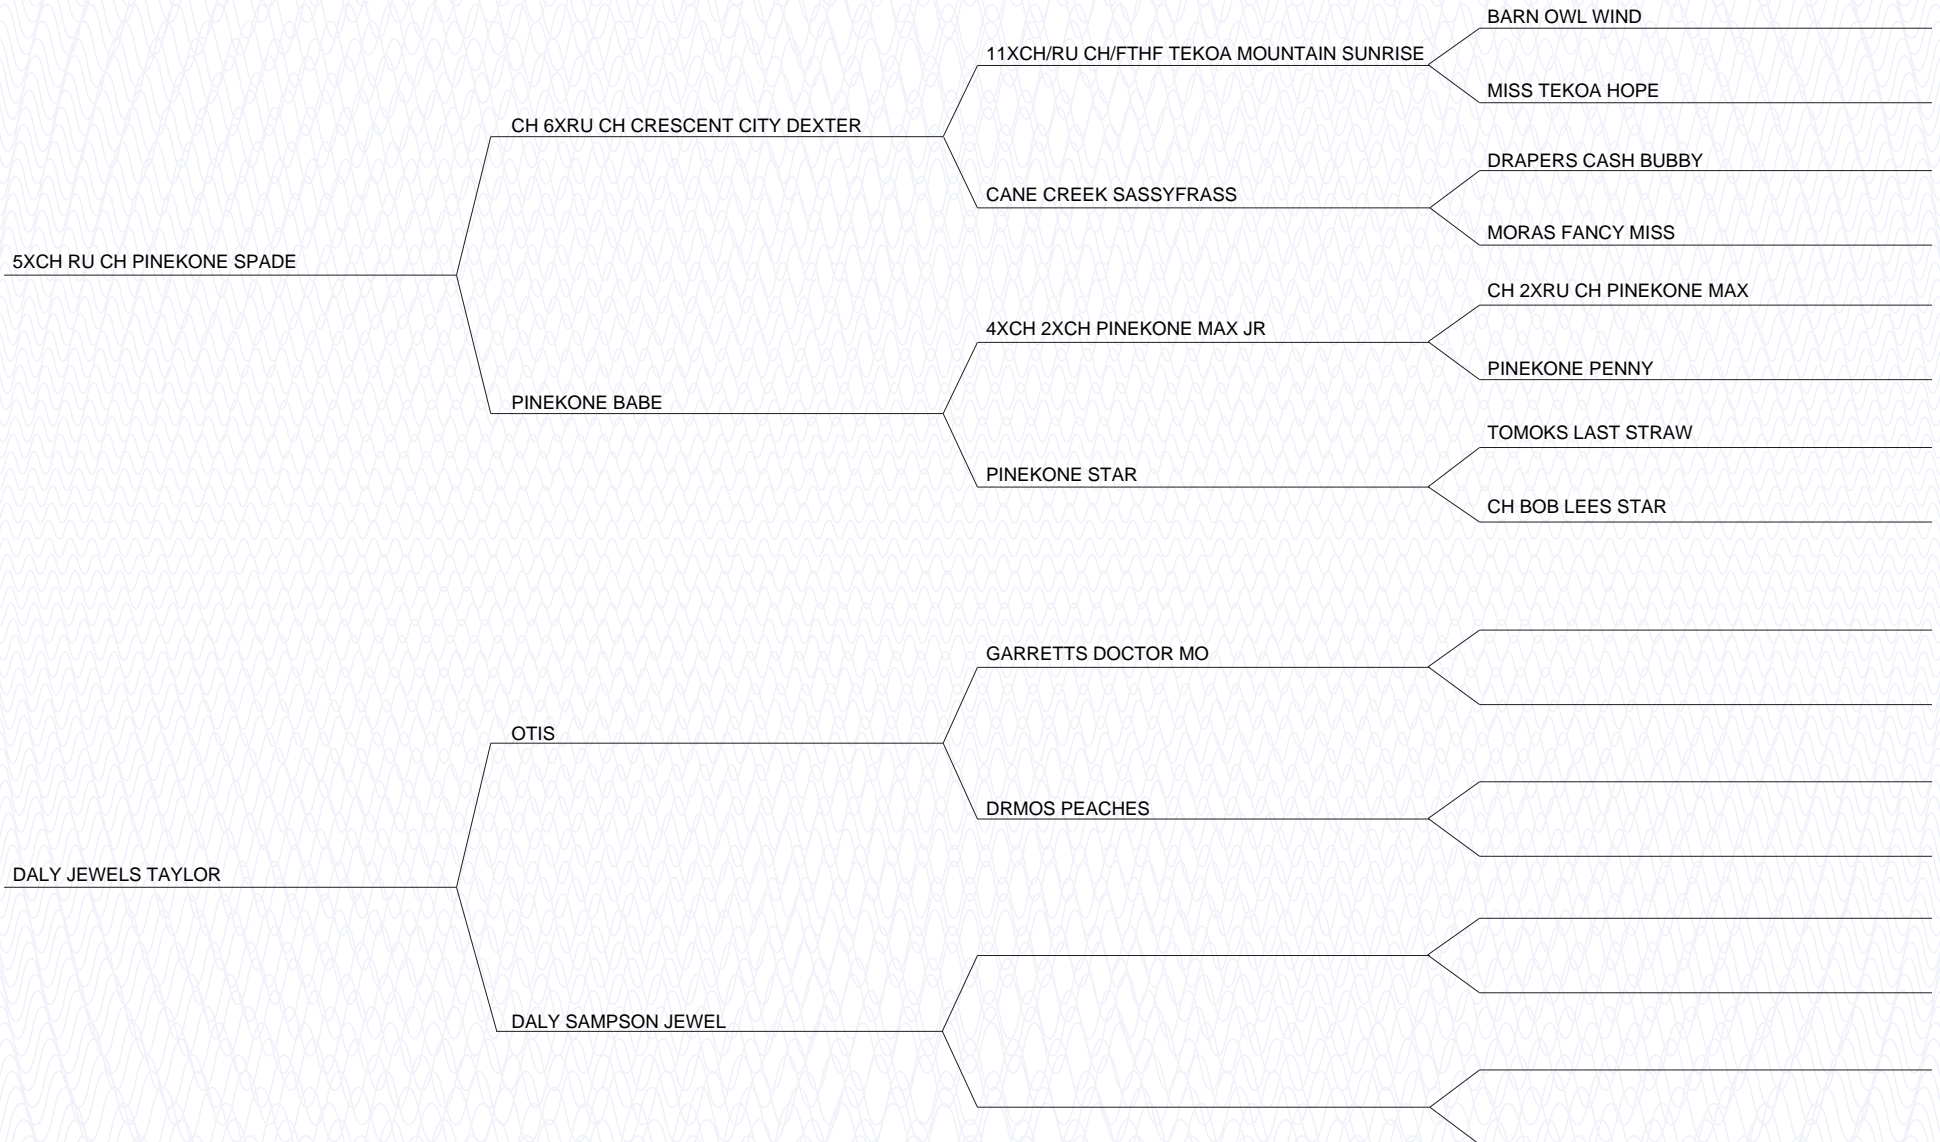 BARN OWL WIND
11XCH/RU CH/FTHF TEKOA MOUNTAIN SUNRISE
MISS TEKOA HOPE
CH 6XRU CH CRESCENT CITY DEXTER
DRAPERS CASH BUBBY
CANE CREEK SASSYFRASS
MORAS FANCY MISS
5XCH RU CH PINEKONE SPADE
CH 2XRU CH PINEKONE MAX
4XCH 2XCH PINEKONE MAX JR
PINEKONE PENNY
PINEKONE BABE
TOMOKS LAST STRAW
PINEKONE STAR
CH BOB LEES STAR
GARRETTS DOCTOR MO
OTIS
DRMOS PEACHES
DALY JEWELS TAYLOR
DALY SAMPSON JEWEL